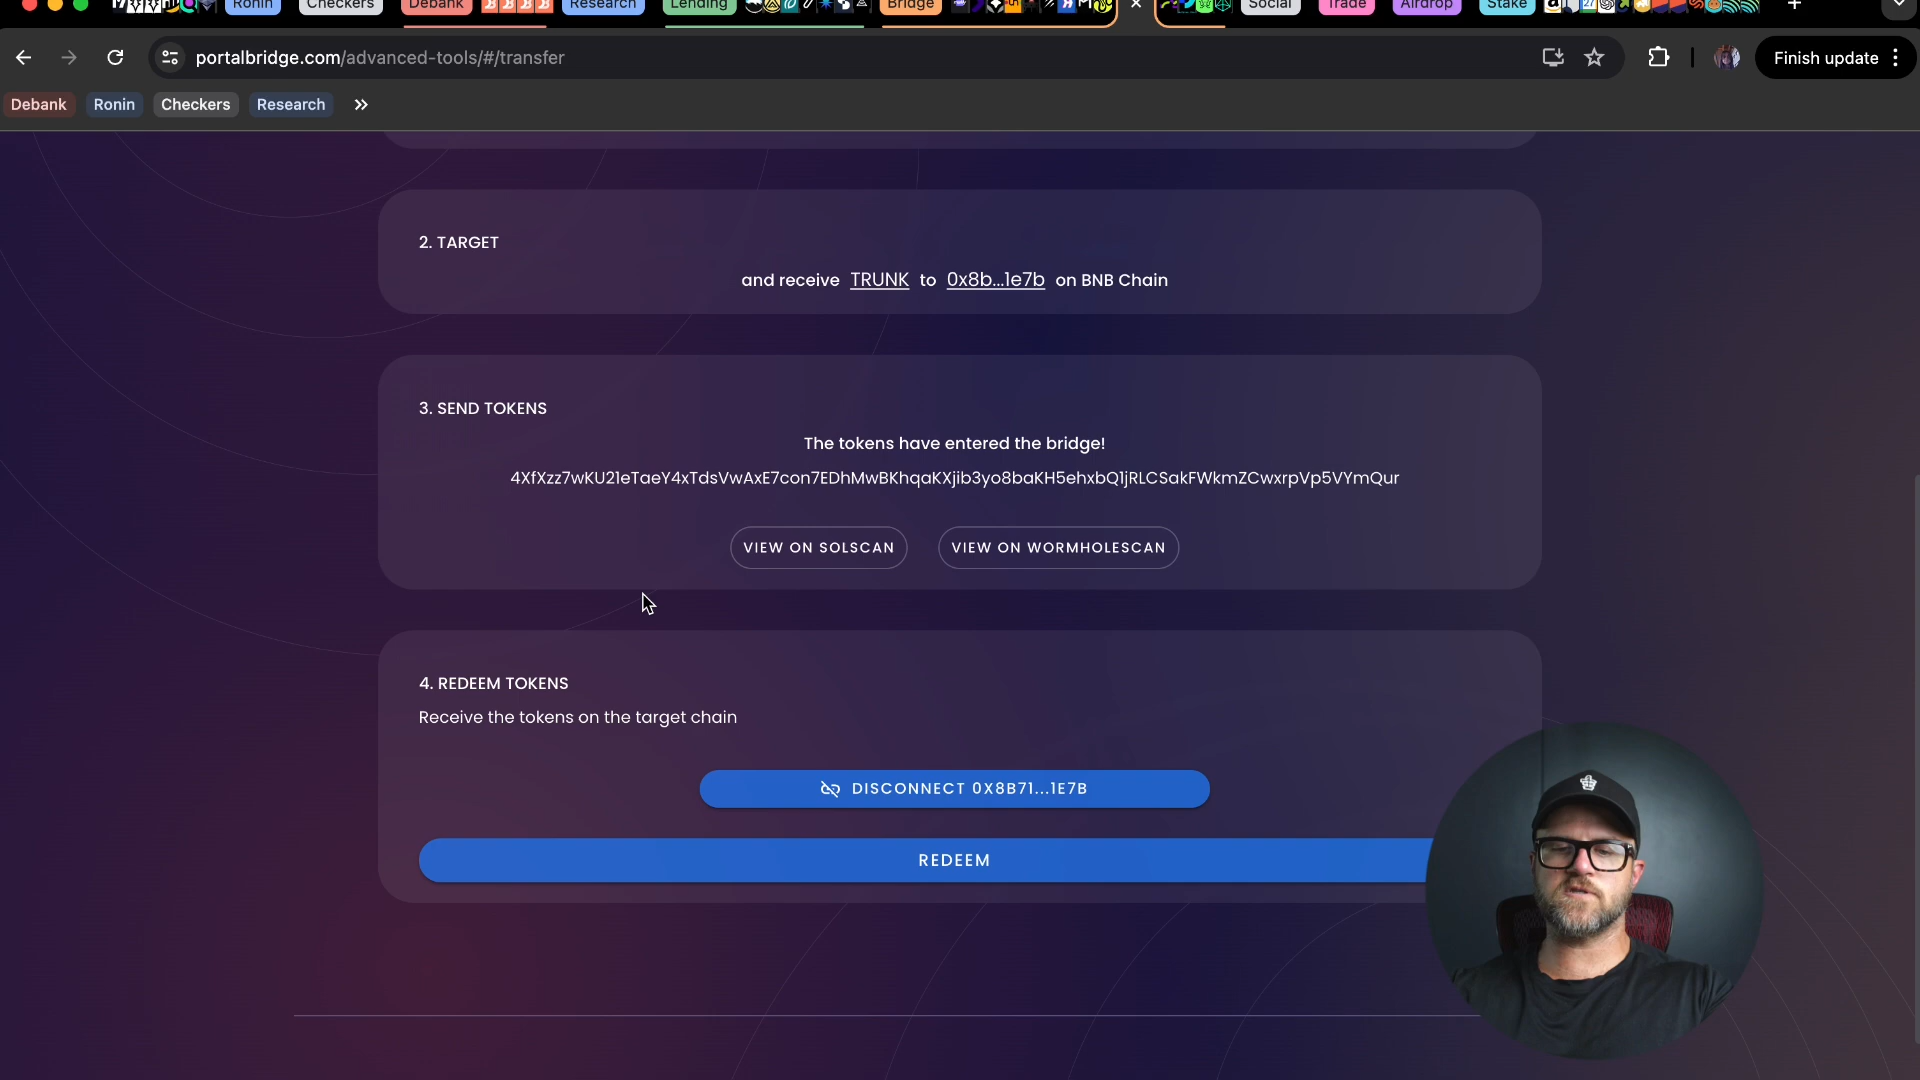 Ronin Checkers Debank Research Lending Bridge Social Trade Airdrop Stake
portalbridge.com/advanced-tools/#/transfer Finish update
Debank Ronin Checkers Research
2. TARGET
and receive TRUNK to 0x8b...1e7b on BNB Chain
3. SEND TOKENS
The tokens have entered the bridge!
4XfXzz7wKU21eTaeY4xTdsVwAxE7con7EDhMwBKhqaKXjib3yo8baKH5ehxbQ1jRLCSakFWkmZCwxrpVp5VYmQur
VIEW ON SOLSCAN VIEW ON WORMHOLESCAN
4. REDEEM TOKENS
Receive the tokens on the target chain
DISCONNECT 0X8B71...1E7B
REDEEM